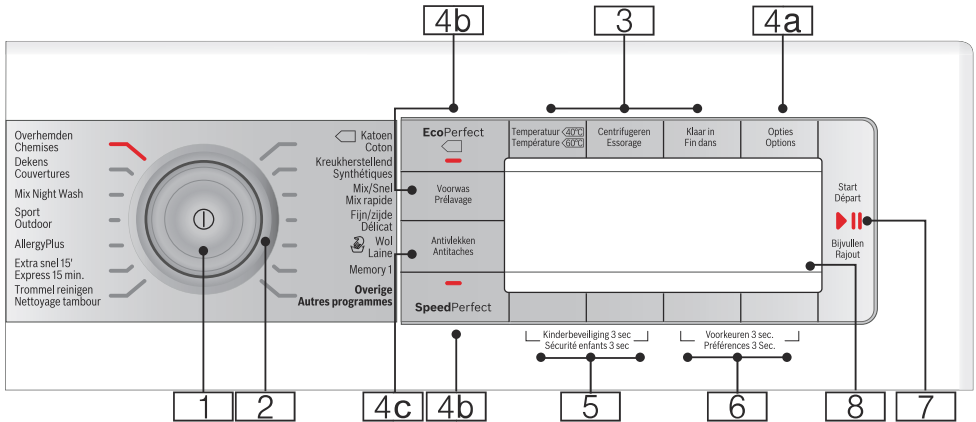 4b
3
4a
Overhemden
Chemises
Dekens
Couvertures
Mix Night Wash
Sport
Outdoor
AllergyPlus
Extra snel 15'
Express 15 min.
Trommel reinigen
Nettoyage tambour
Katoen
Coton
Kreukherstellend
Synthétiques
Mix/Snel
Mix rapide
Fijn/zijde
Délicat
Wol
Laine
Memory 1
Overige
Autres programmes
EcoPerfect
Voorwas
Prélavage
Antivlekken
Antitaches
SpeedPerfect
Temperatuur 40°C
Température 60°C
Centrifugeren
Essorage
Klaar in
Fin dans
Opties
Options
Start
Départ
Bijvullen
Rajout
Kinderbeveiliging 3 sec
Sécurité enfants 3 sec
Voorkeuren 3 sec.
Préférences 3 Sec.
1
2
4c
4b
5
6
8
7